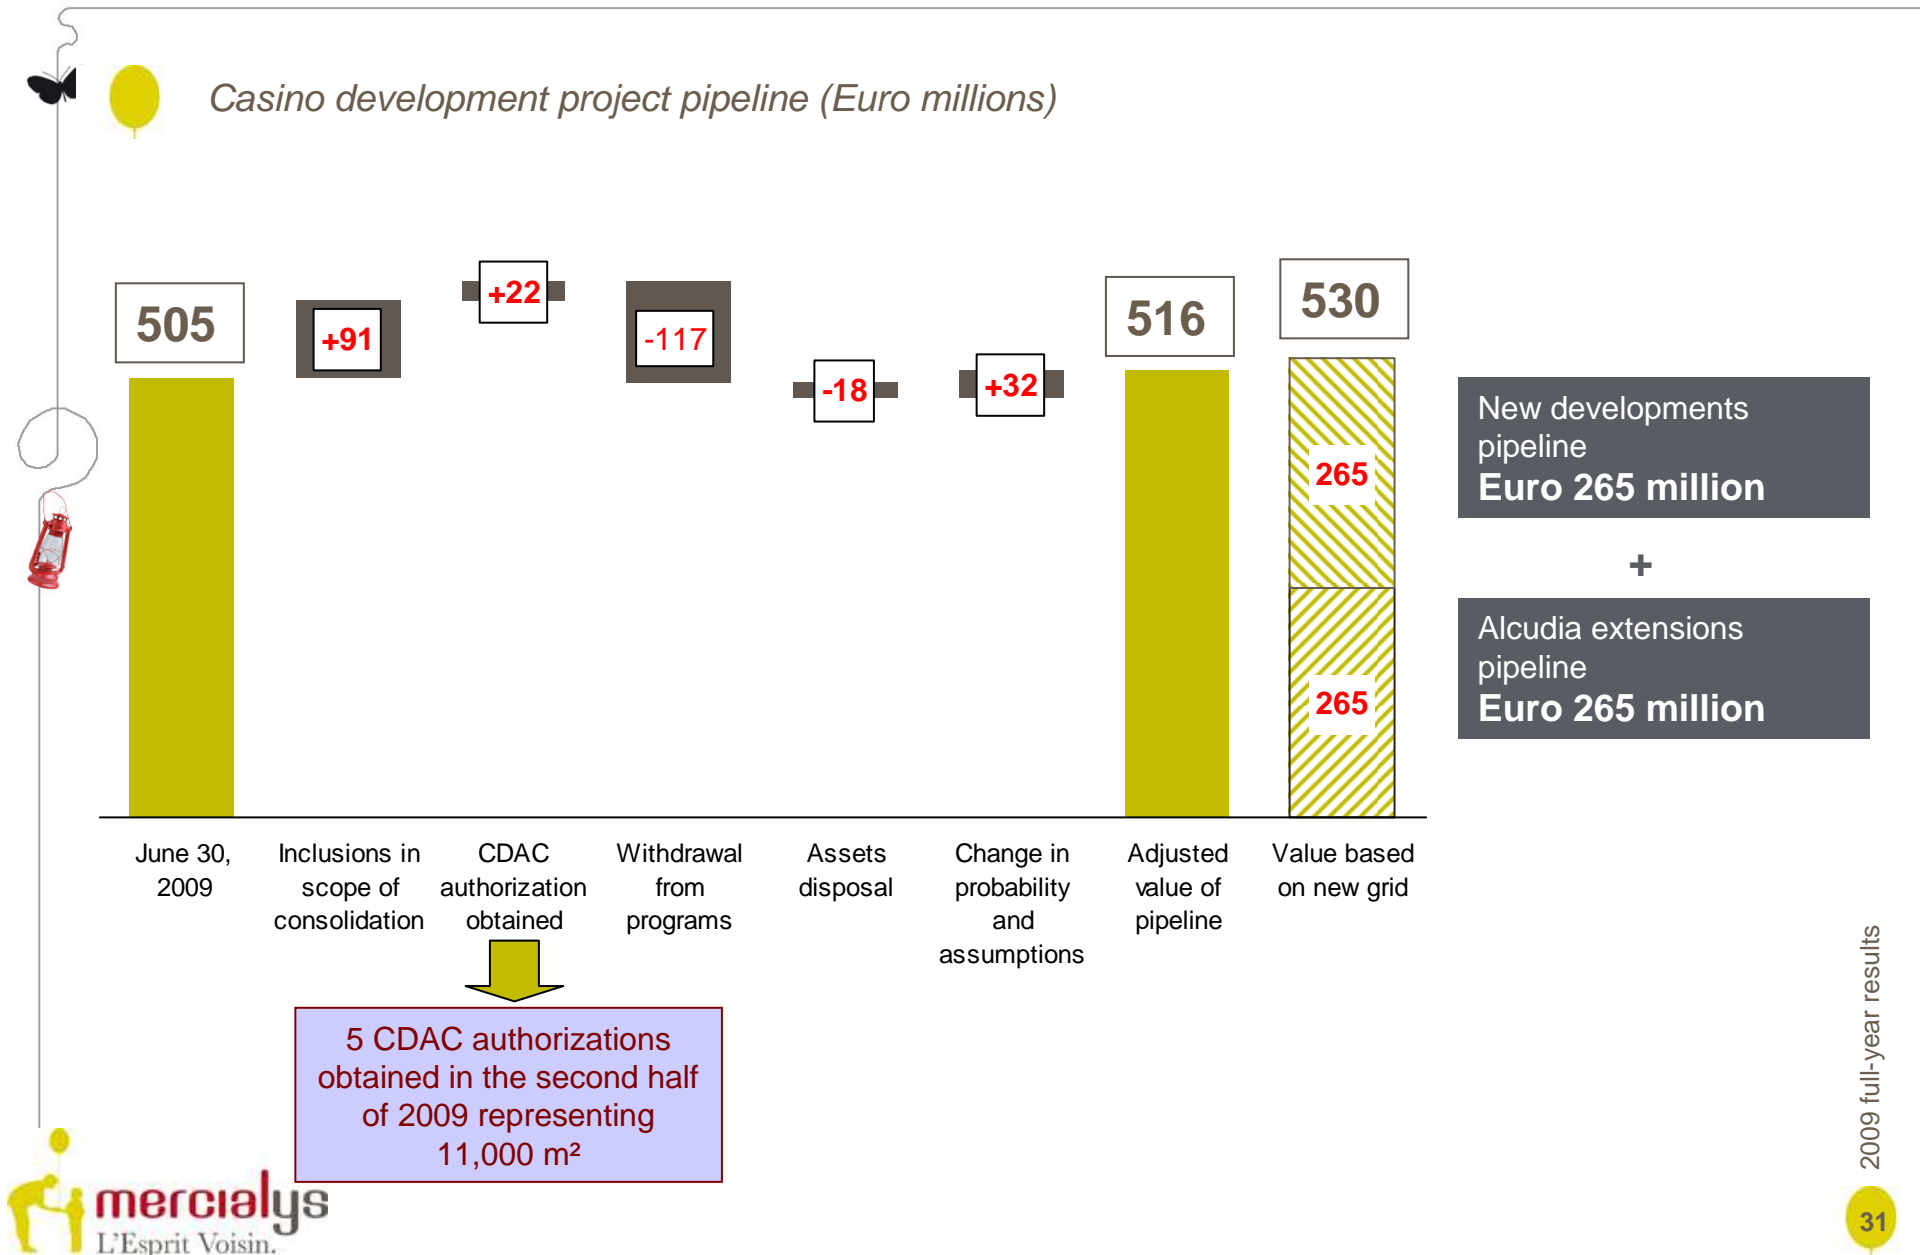 Casino development project pipeline (Euro millions)
505
+91
+22
-117
-18
+32
516
530
265
265
New developments
pipeline
Euro 265 million
+
Alcudia extensions
pipeline
Euro 265 million
June 30,
2009
Inclusions in
scope of
consolidation
CDAC
authorization
obtained
Withdrawal
from
programs
Assets
disposal
Change in
probability
and
assumptions
Adjusted
value of
pipeline
Value based
on new grid
5 CDAC authorizations
obtained in the second half
of 2009 representing
11,000 m²
2009 full-year results
mercialys
L'Esprit Voisin.
31